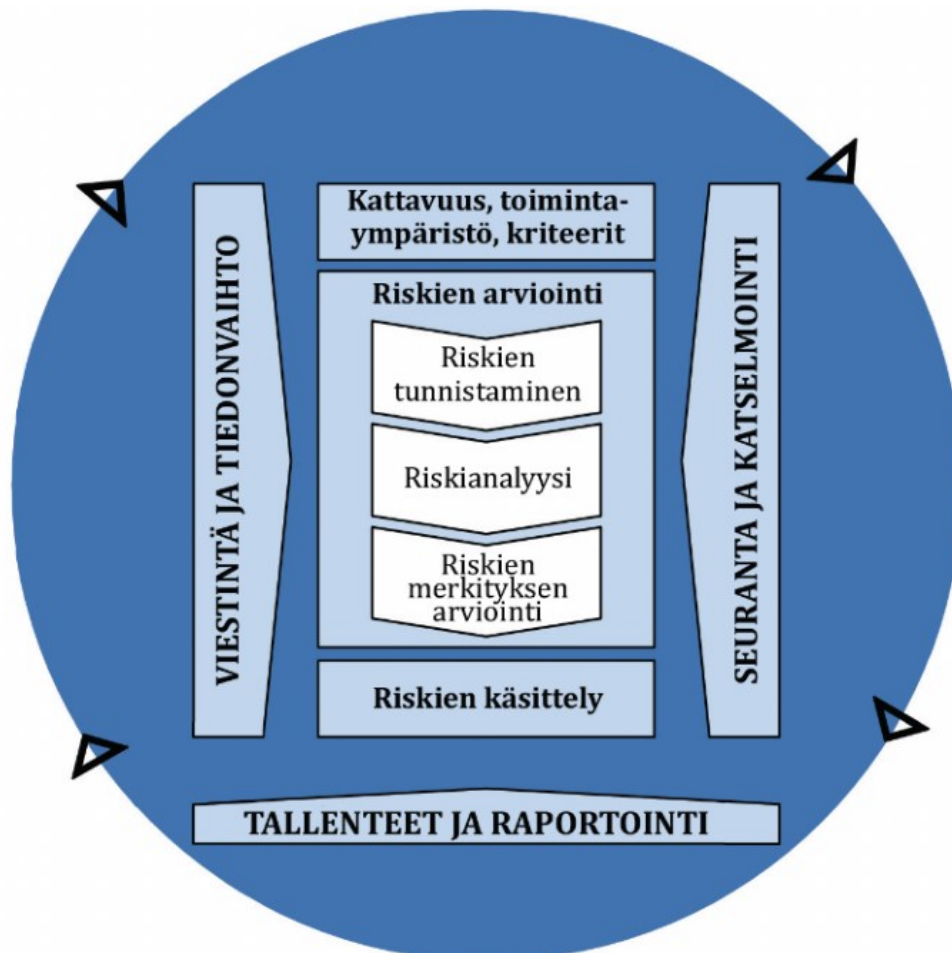 VIESTINTÄ JA TIEDONVAIHTO
Kattavuus, toiminta-
ympäristö, kriteerit
Riskien arviointi
Riskien
tunnistaminen
Riskianalyysi
Riskien
merkityksen
arviointi
Riskien käsittely
SEURANTA JA KATSELMOINTI
TALLENTEET JA RAPORTOINTI